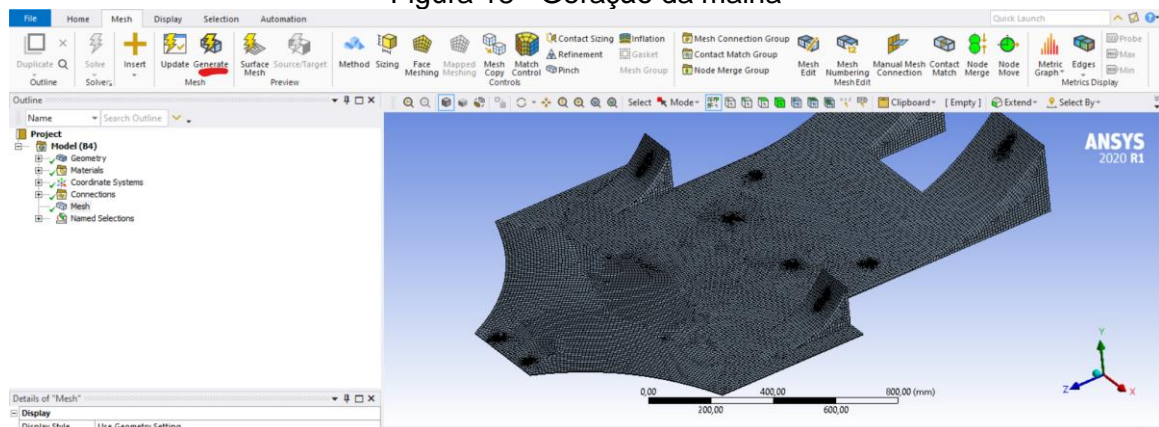 Figura 18 - Geração da malha
File Home Mesh Display Selection Automation Quick Launch
Duplicate Solve Insert Update Generate Surface Mesh Source/Target Method Sizing Face Meshing Mapped Meshing Mesh Copy Match Control Contact Sizing Refinement Pinch Inflation Gasket Mesh Group Mesh Connection Group Contact Match Group Node Merge Group Mesh Edit Mesh Numbering Manual Mesh Connection Contact Match Node Merge Node Move Metric Graph Edges Probe Max Min
Outline Solver Mesh Preview Controls Mesh Edit Metrics Display
Outline
Select Mode Clipboard [ Empty ] Extend Select By
Name Search Outline
Project
Model (B4)
Geometry
Materials
Coordinate Systems
Connections
Mesh
Named Selections
ANSYS
2020 R1
Y
Z X
0,00 400,00 800,00 (mm)
200,00 600,00
Details of "Mesh"
Display
Display Style Use Geometry Setting